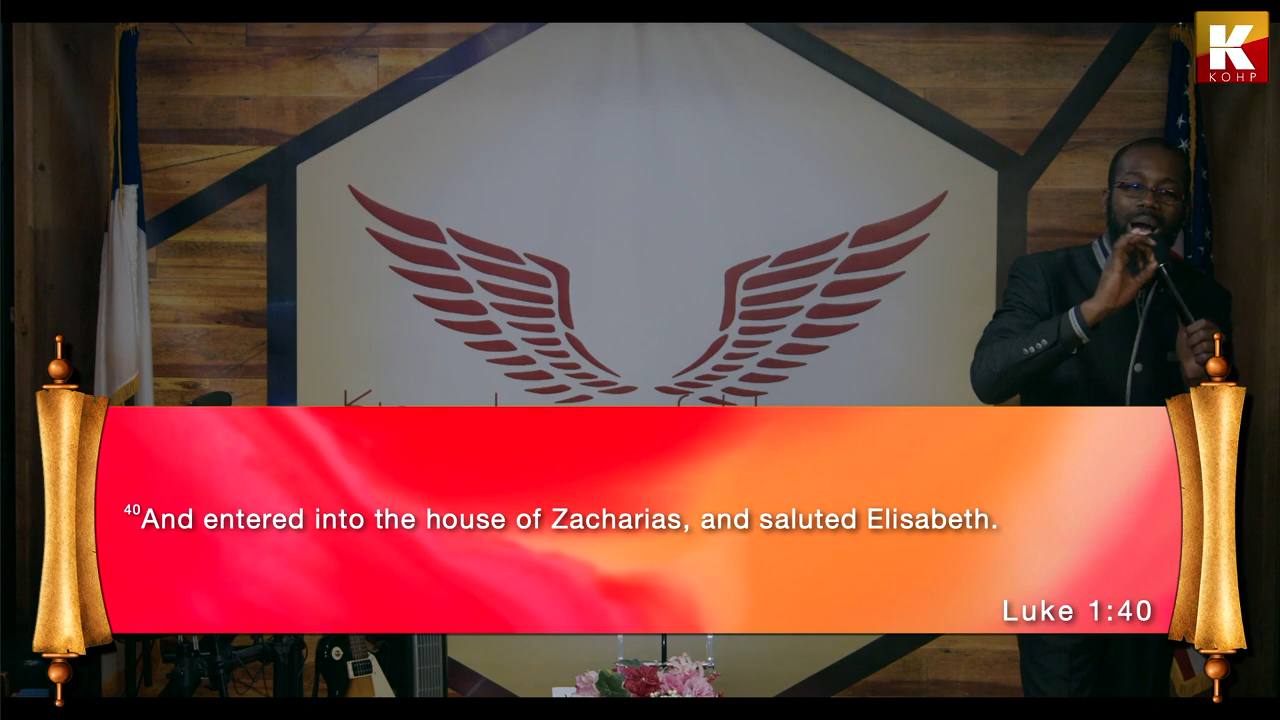 K
KOHP
⁴⁰And entered into the house of Zacharias, and saluted Elisabeth.
Luke 1:40